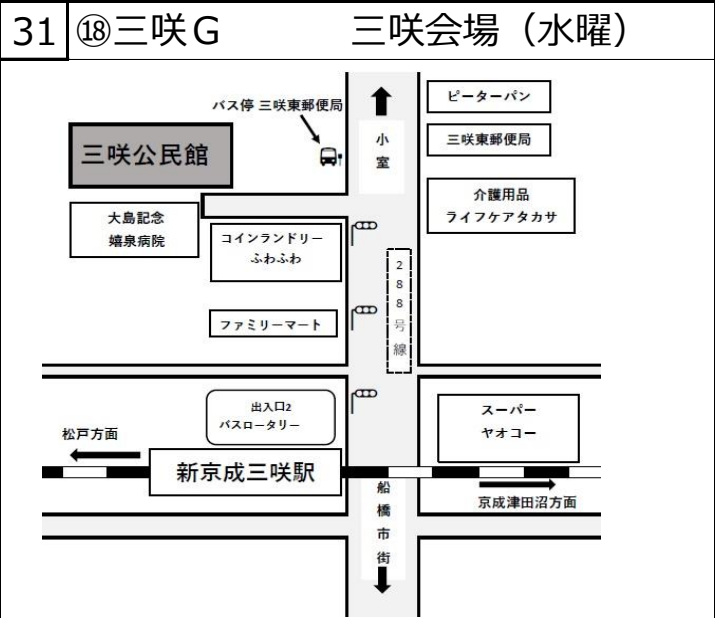 31 ⑱三咲G 三咲会場（水曜）
バス停 三咲東郵便局
小室
ピーターパン
三咲東郵便局
三咲公民館
介護用品
ライフケアタカサ
大島記念
嬉泉病院
コインランドリー
ふわふわ
288号線
ファミリーマート
出入口2
バスロータリー
スーパー
ヤオコー
松戸方面
新京成三咲駅
京成津田沼方面
船橋市街